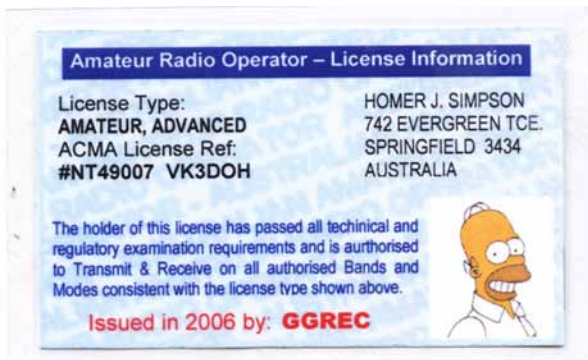 Amateur Radio Operator – License Information
License Type:
AMATEUR, ADVANCED
ACMA License Ref:
#NT49007 VK3DOH
HOMER J. SIMPSON
742 EVERGREEN TCE.
SPRINGFIELD 3434
AUSTRALIA
The holder of this license has passed all techinical and
regulatory examination requirements and is aurthorised
to Transmit & Receive on all authorised Bands and
Modes consistent with the license type shown above.
Issued in 2006 by: GGREC